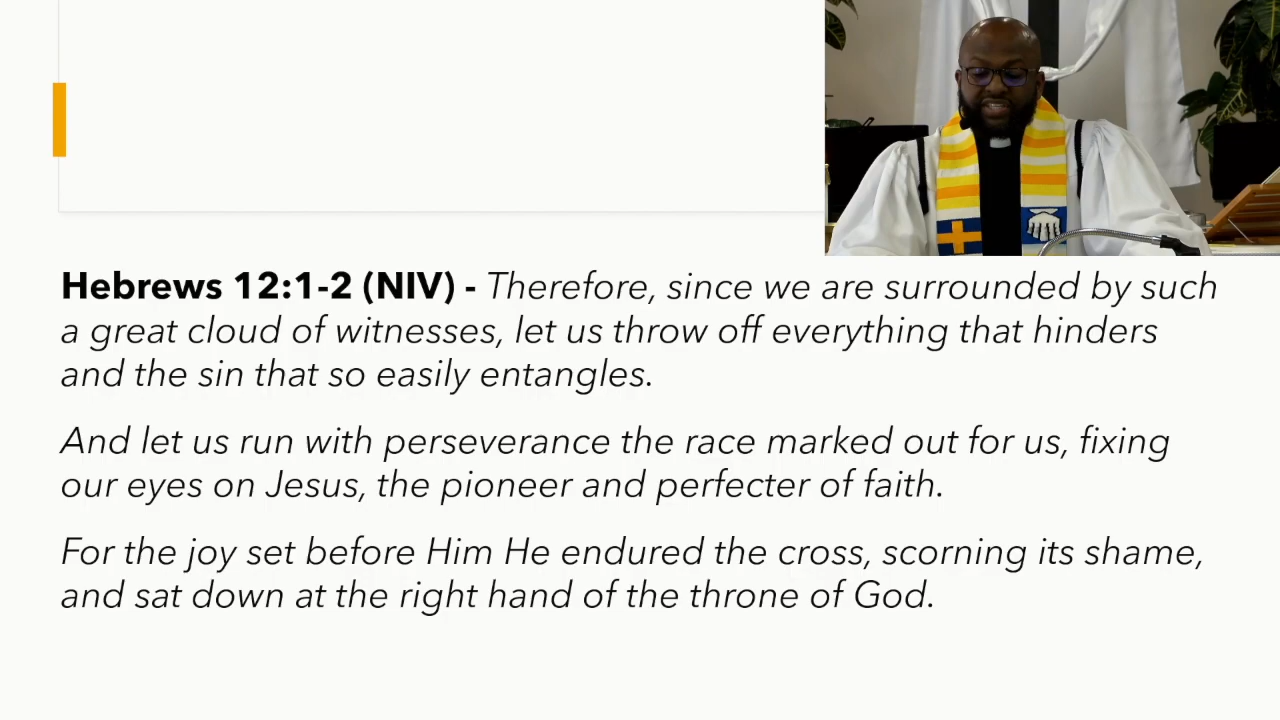 Hebrews 12:1-2 (NIV) - Therefore, since we are surrounded by such
a great cloud of witnesses, let us throw off everything that hinders
and the sin that so easily entangles.
And let us run with perseverance the race marked out for us, fixing
our eyes on Jesus, the pioneer and perfecter of faith.
For the joy set before Him He endured the cross, scorning its shame,
and sat down at the right hand of the throne of God.